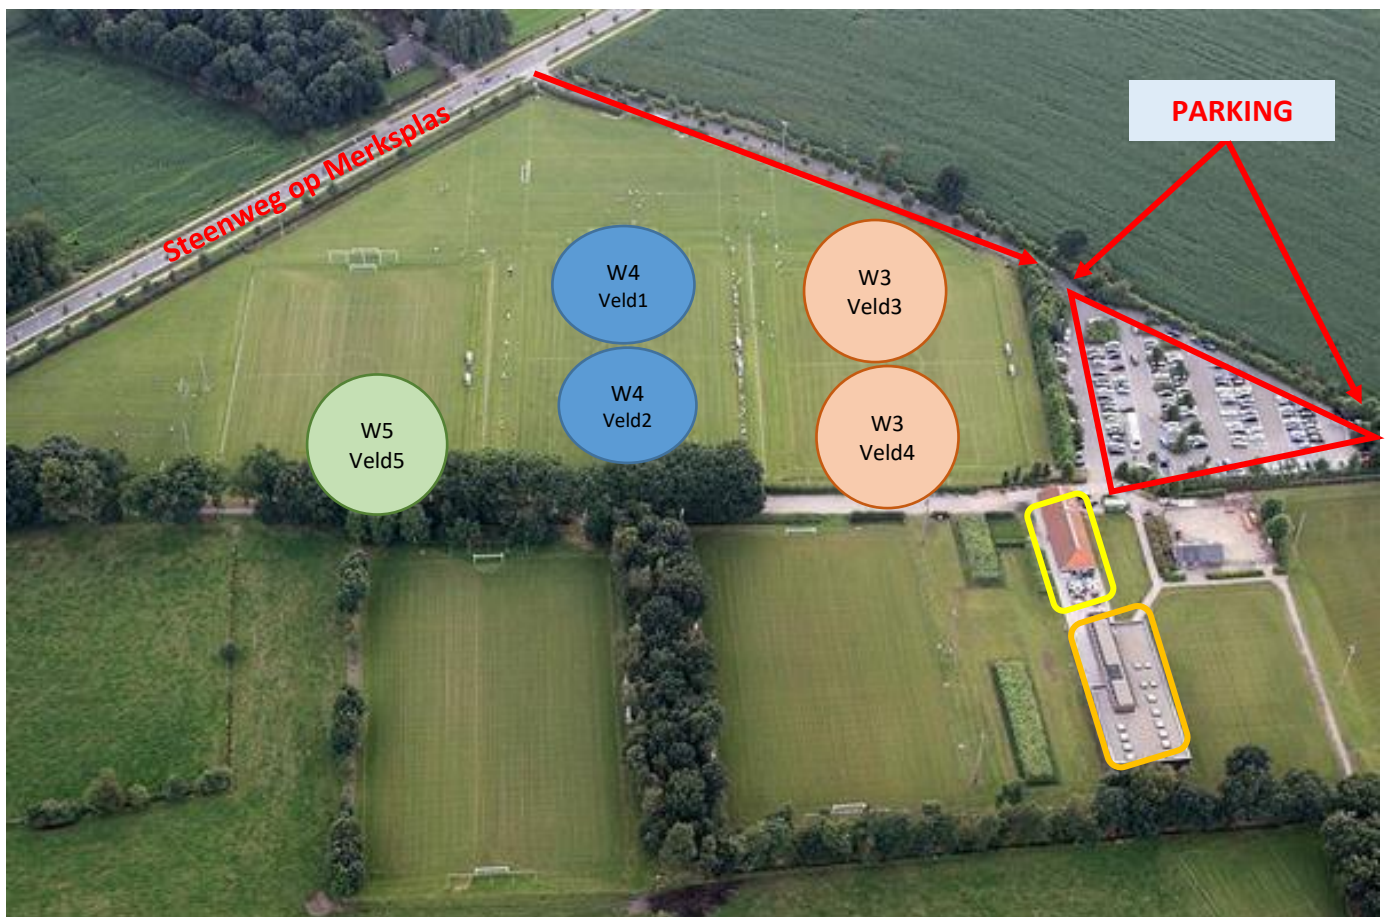 PARKING
Steenweg op Merksplas
W4
Veld1
W3
Veld3
W4
Veld2
W3
Veld4
W5
Veld5